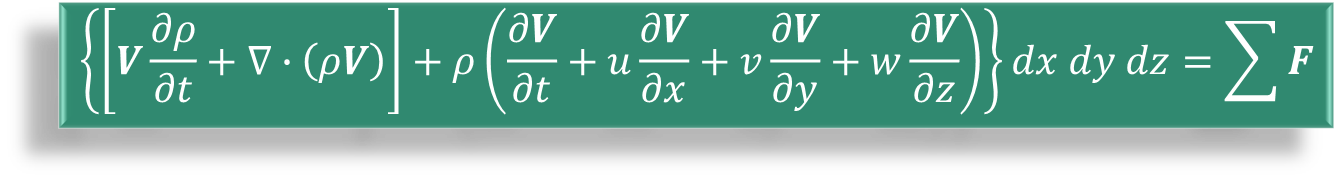 {[V ∂ρ/∂t + ∇ · (ρV)] + ρ(∂V/∂t + u ∂V/∂x + v ∂V/∂y + w ∂V/∂z)} dx dy dz = ∑ F